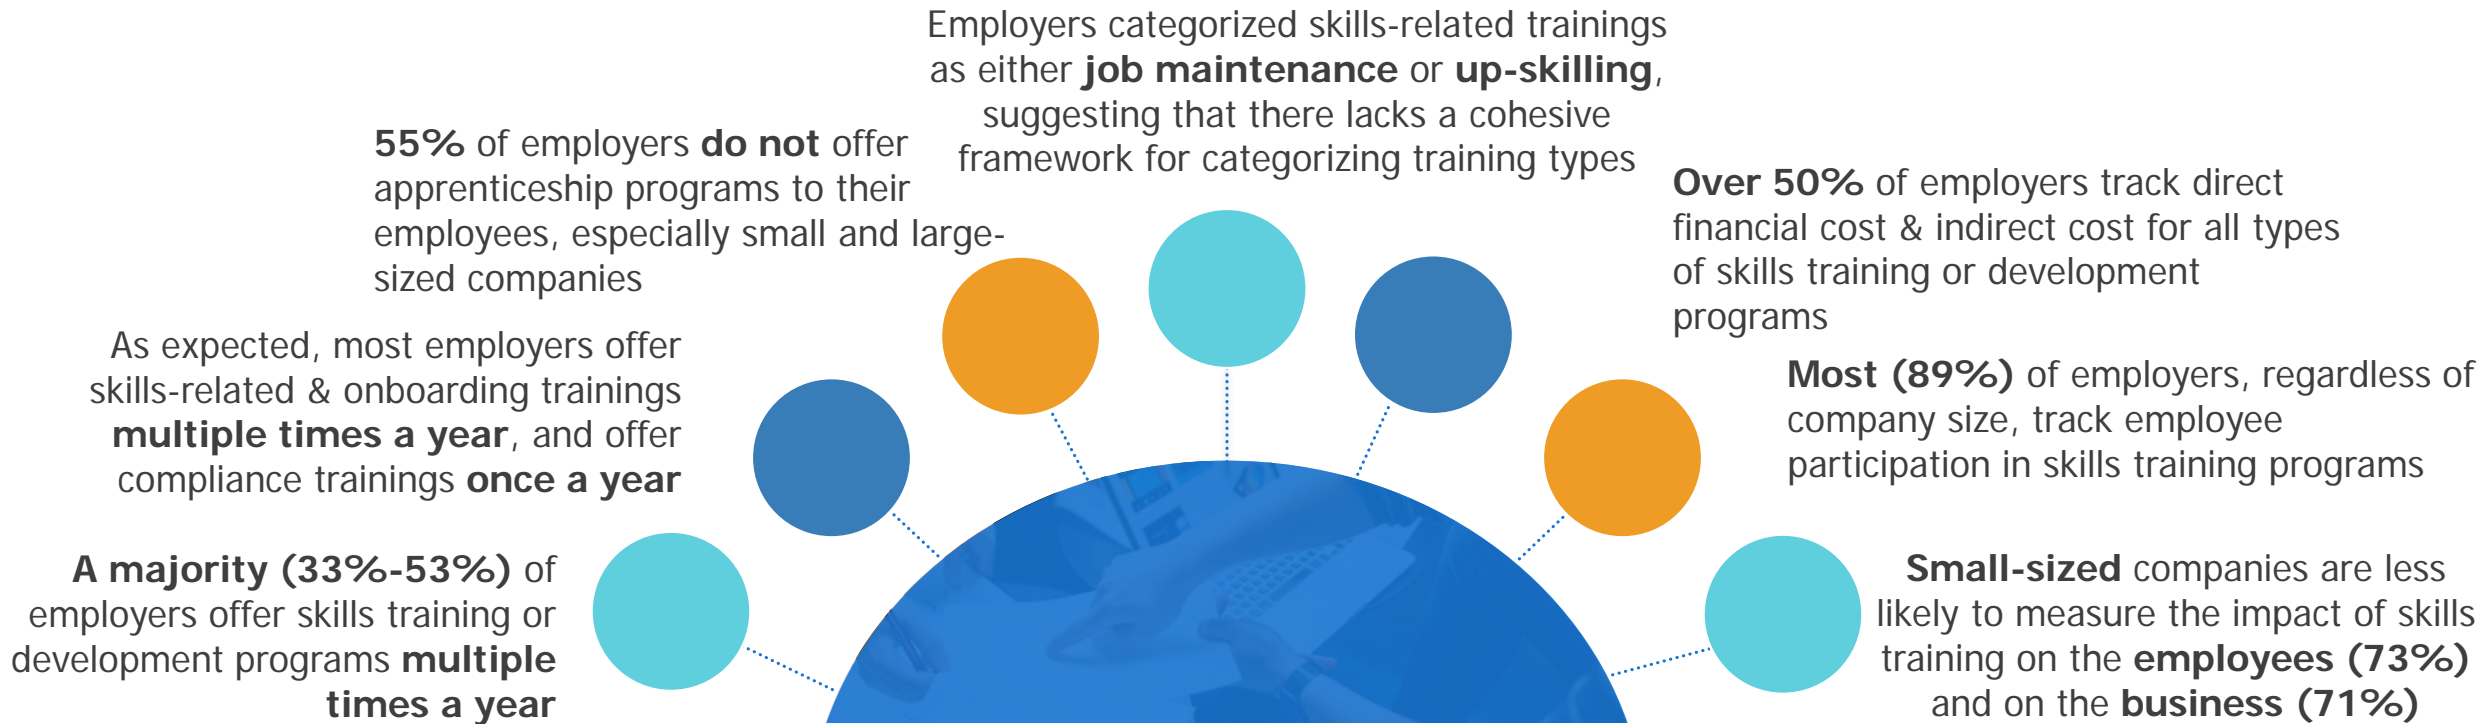 Employers categorized skills-related trainings
as either job maintenance or up-skilling,
suggesting that there lacks a cohesive
framework for categorizing training types
55% of employers do not offer
apprenticeship programs to their
employees, especially small and large-
sized companies
Over 50% of employers track direct
financial cost & indirect cost for all types
of skills training or development
programs
As expected, most employers offer
skills-related & onboarding trainings
multiple times a year, and offer
compliance trainings once a year
Most (89%) of employers, regardless of
company size, track employee
participation in skills training programs
A majority (33%-53%) of
employers offer skills training or
development programs multiple
times a year
Small-sized companies are less
likely to measure the impact of skills
training on the employees (73%)
and on the business (71%)